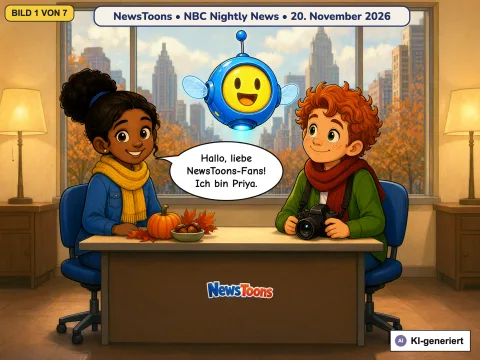 BILD 1 VON 7
NewsToons • NBC Nightly News • 20. November 2026
Hallo, liebe
NewsToons-Fans!
Ich bin Priya.
NewsToons
AI KI-generiert